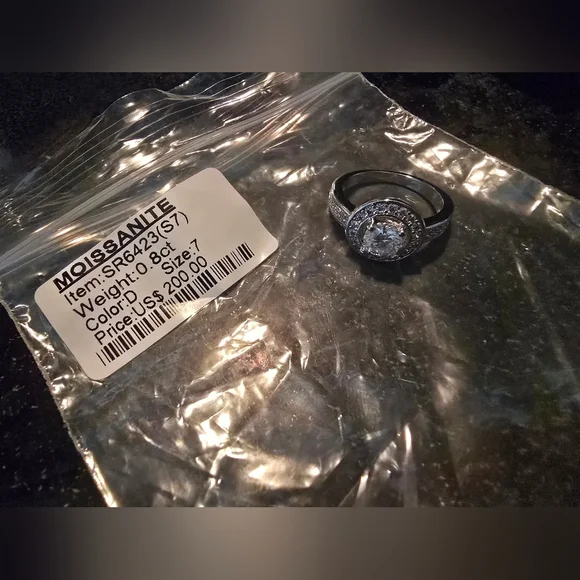 MOISSANITE
Item:SR6423(S7)
Weight:0.8ct
Color:D Size:7
Price:US$ 200.00